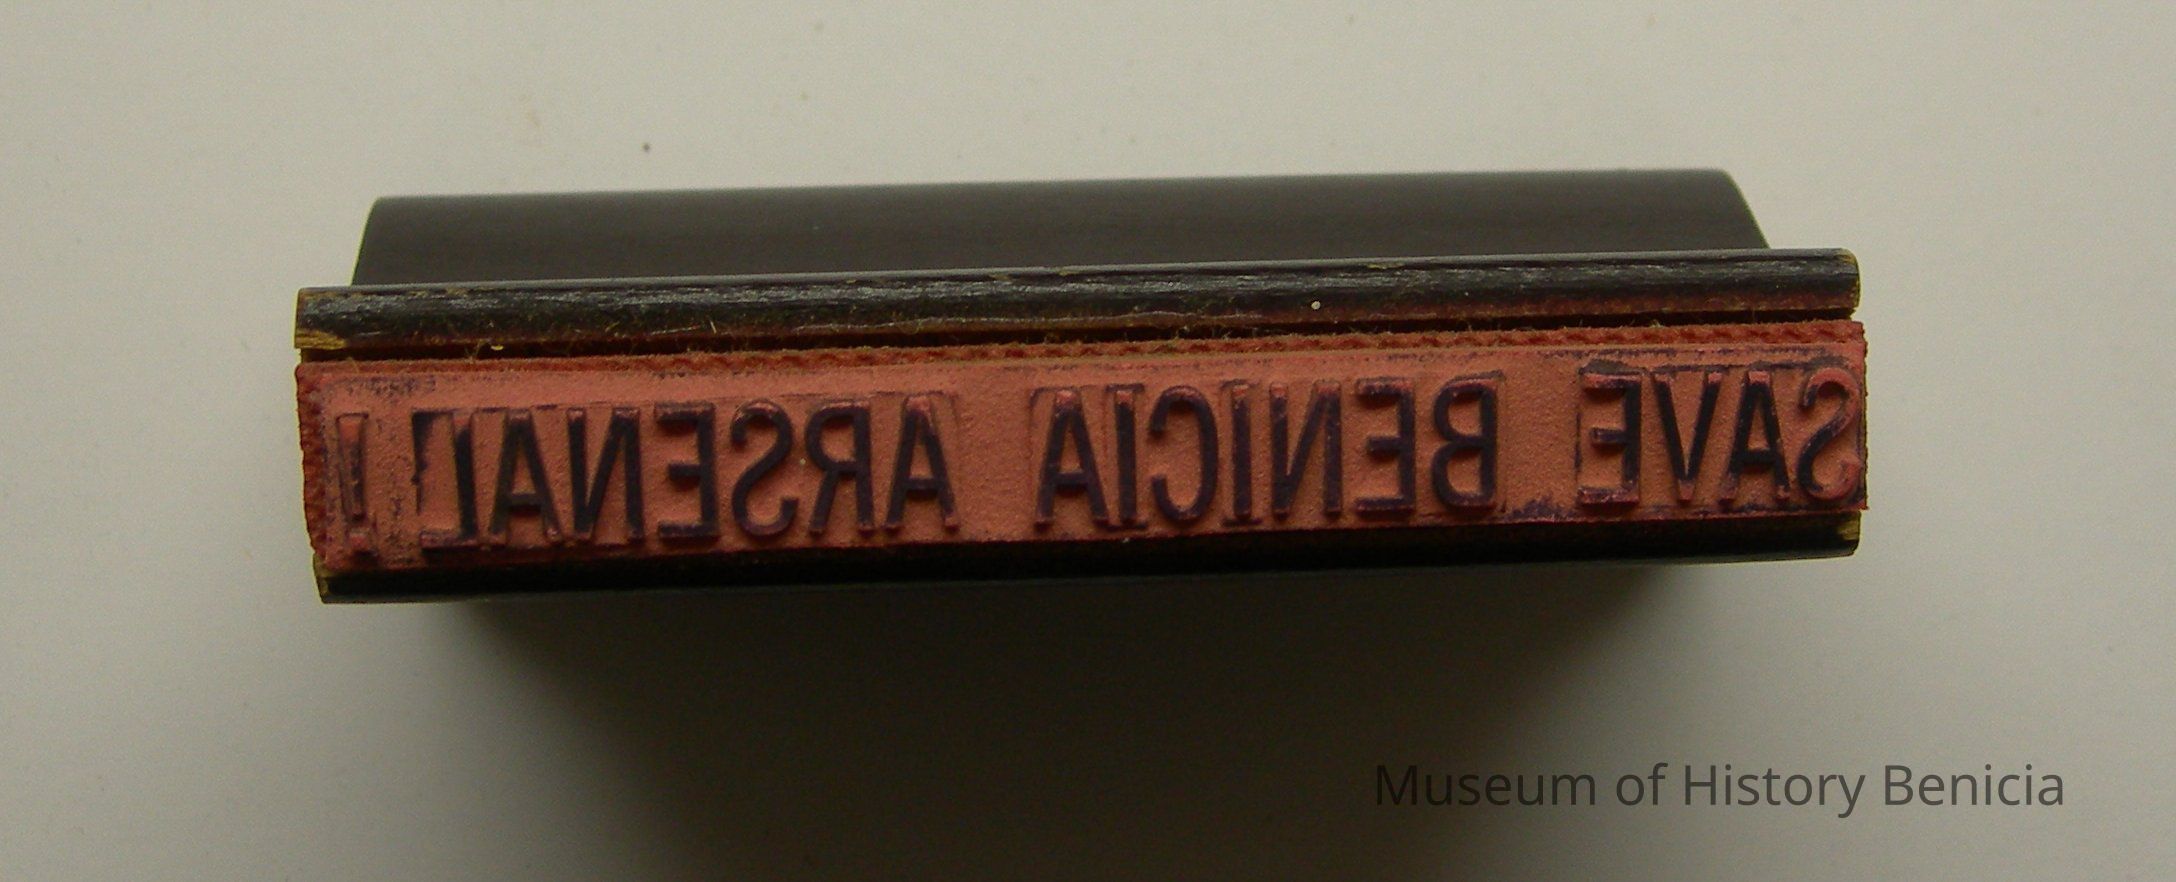 SAVE BENICIA ARSENAL!
Museum of History Benicia